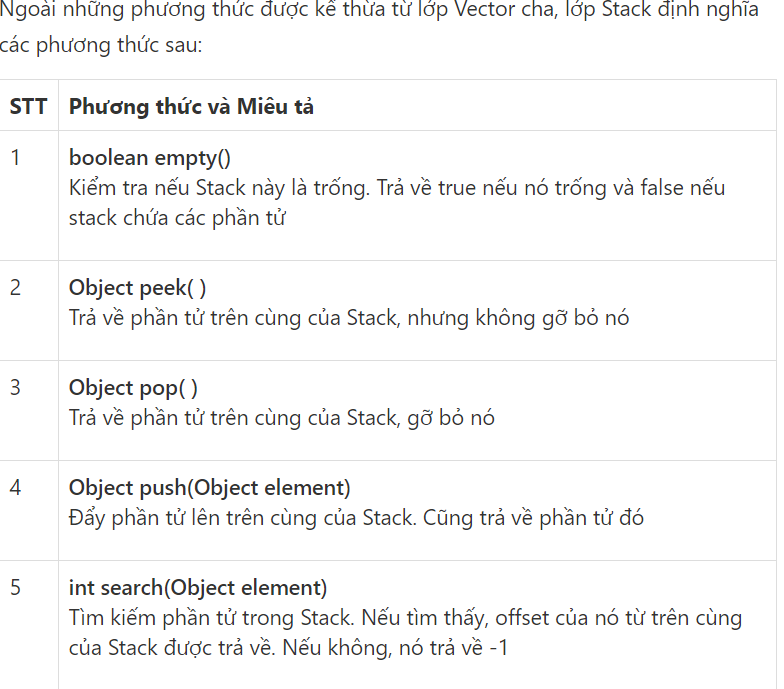 Ngoài những phương thức được kế thừa từ lớp Vector cha, lớp Stack định nghĩa
các phương thức sau:
STT Phương thức và Miêu tả
1 boolean empty()
Kiểm tra nếu Stack này là trống. Trả về true nếu nó trống và false nếu
stack chứa các phần tử
2 Object peek( )
Trả về phần tử trên cùng của Stack, nhưng không gỡ bỏ nó
3 Object pop( )
Trả về phần tử trên cùng của Stack, gỡ bỏ nó
4 Object push(Object element)
Đẩy phần tử lên trên cùng của Stack. Cũng trả về phần tử đó
5 int search(Object element)
Tìm kiếm phần tử trong Stack. Nếu tìm thấy, offset của nó từ trên cùng
của Stack được trả về. Nếu không, nó trả về -1